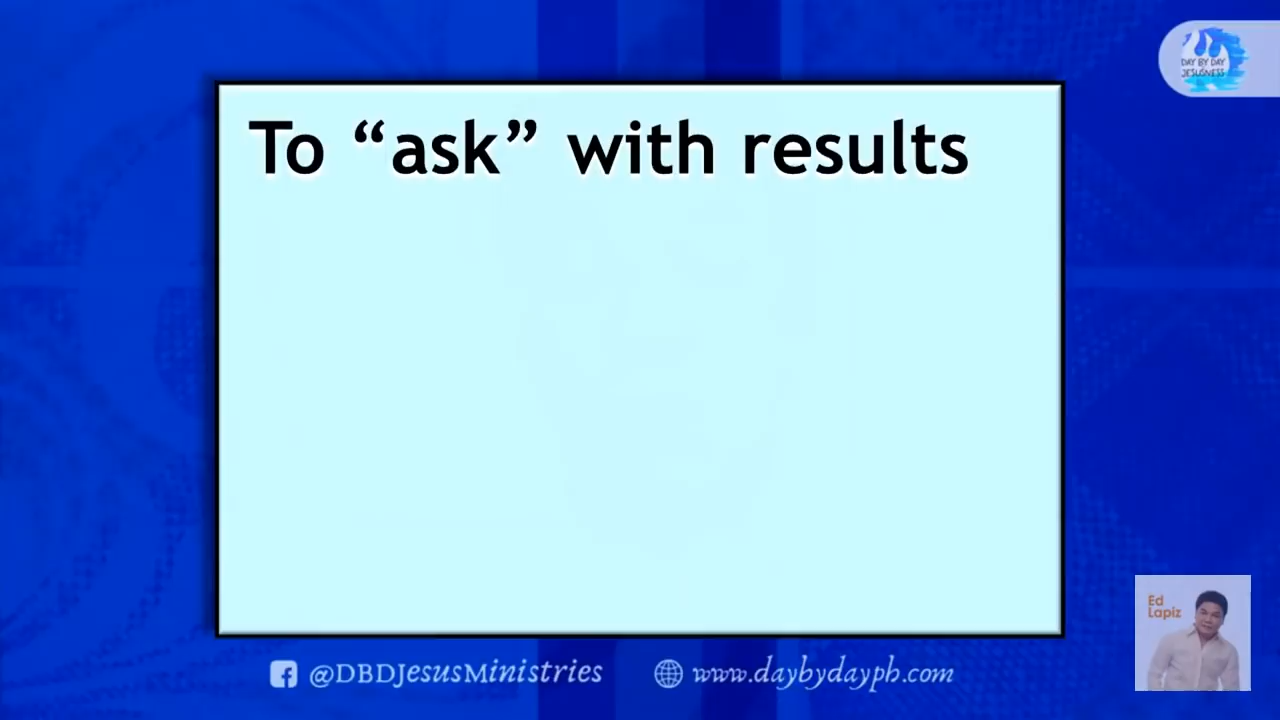 DAY BY DAY
JESUSNESS
To “ask” with results
Ed
Lapiz
@DBDJesusMinistries
www.daybydayph.com